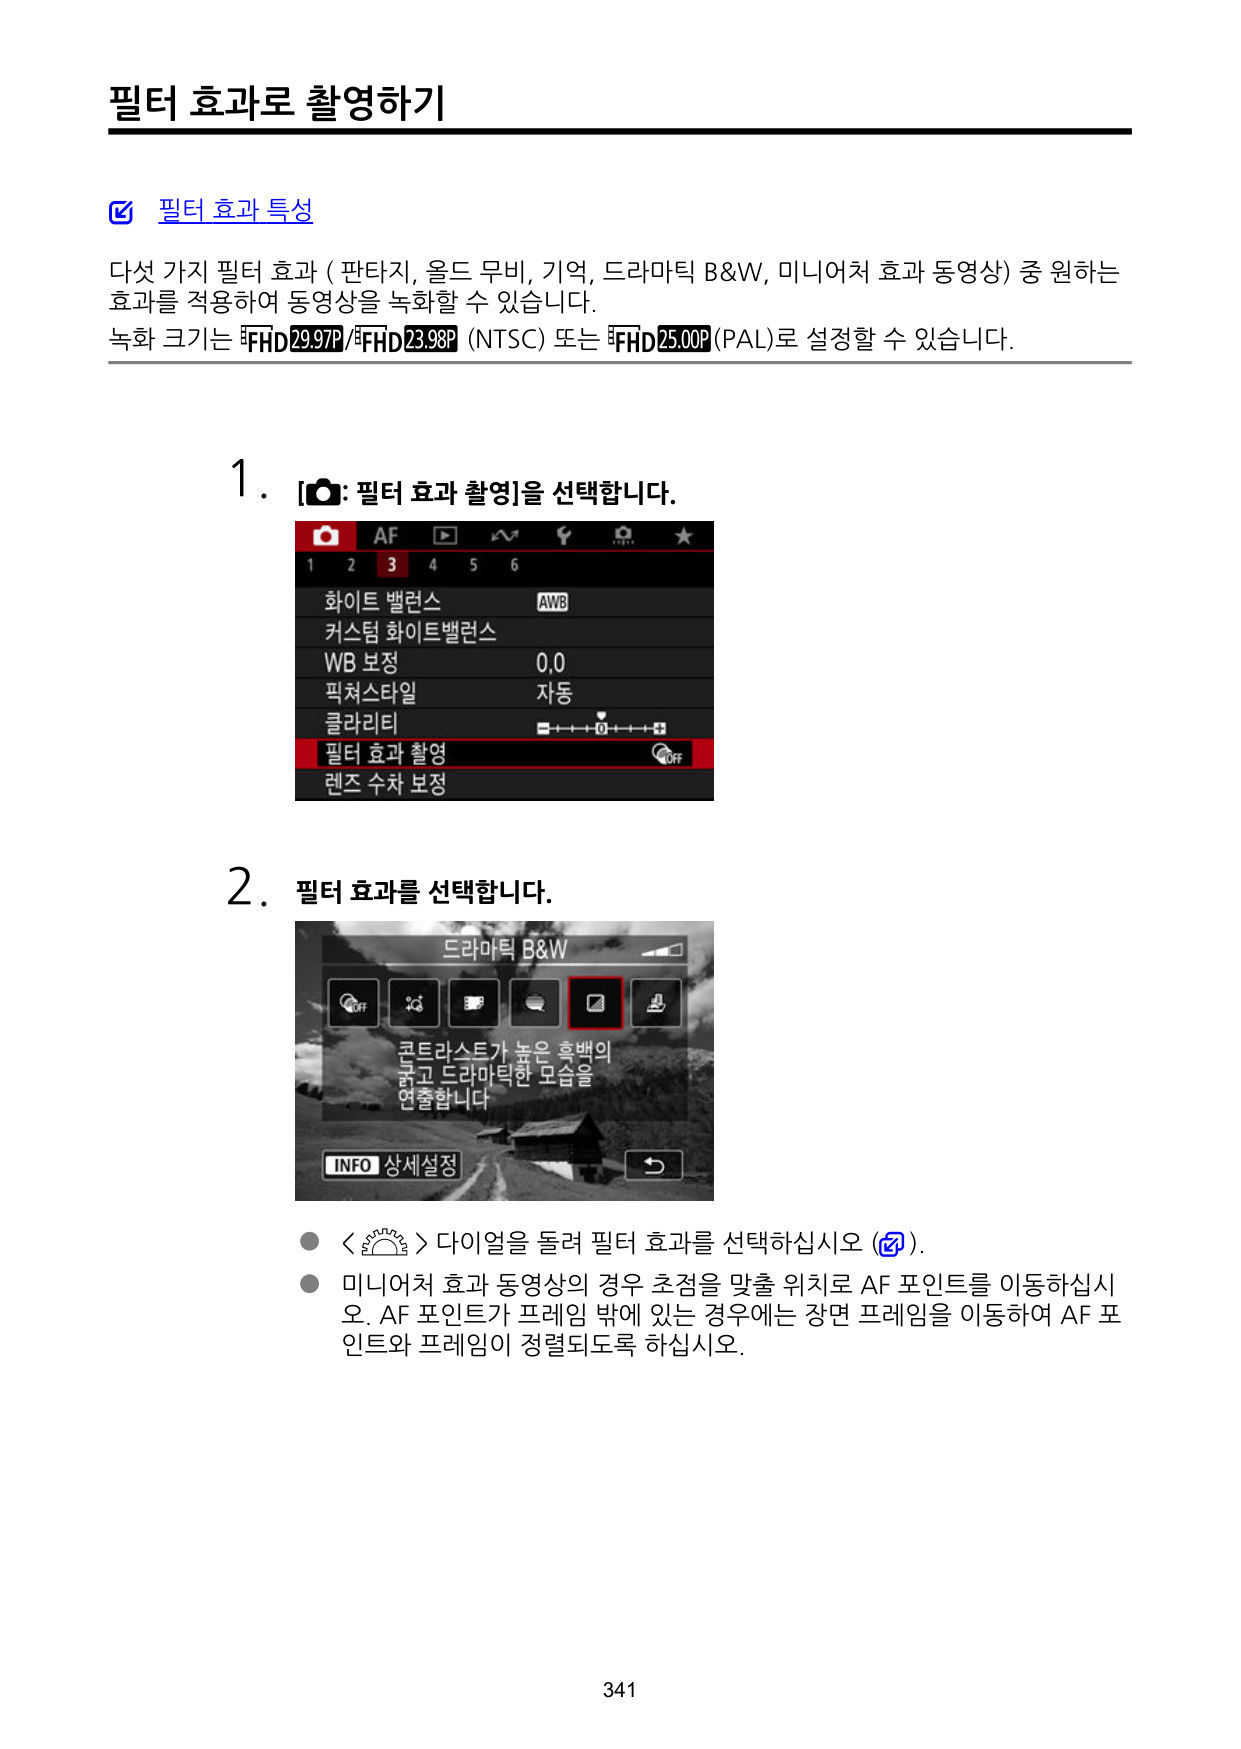 필터 효과로 촬영하기
필터 효과 특성
다섯 가지 필터 효과 ( 판타지, 올드 무비, 기억, 드라마틱 B&W, 미니어처 효과 동영상) 중 원하는
효과를 적용하여 동영상을 녹화할 수 있습니다.
녹화 크기는 FHD 29.97P/FHD 23.98P (NTSC) 또는 FHD 25.00P(PAL)로 설정할 수 있습니다.
1. [: 필터 효과 촬영]을 선택합니다.
AF
1 2 3 4 5 6
화이트 밸런스 AWB
커스텀 화이트밸런스
WB 보정 0,0
픽쳐스타일 자동
클라리티 0
필터 효과 촬영 OFF
렌즈 수차 보정
2. 필터 효과를 선택합니다.
드라마틱 B&W
OFF
콘트라스트가 높은 흑백의
굵고 드라마틱한 모습을
연출합니다
INFO 상세설정
● < > 다이얼을 돌려 필터 효과를 선택하십시오 ( ).
● 미니어처 효과 동영상의 경우 초점을 맞출 위치로 AF 포인트를 이동하십시
오. AF 포인트가 프레임 밖에 있는 경우에는 장면 프레임을 이동하여 AF 포
인트와 프레임이 정렬되도록 하십시오.
341